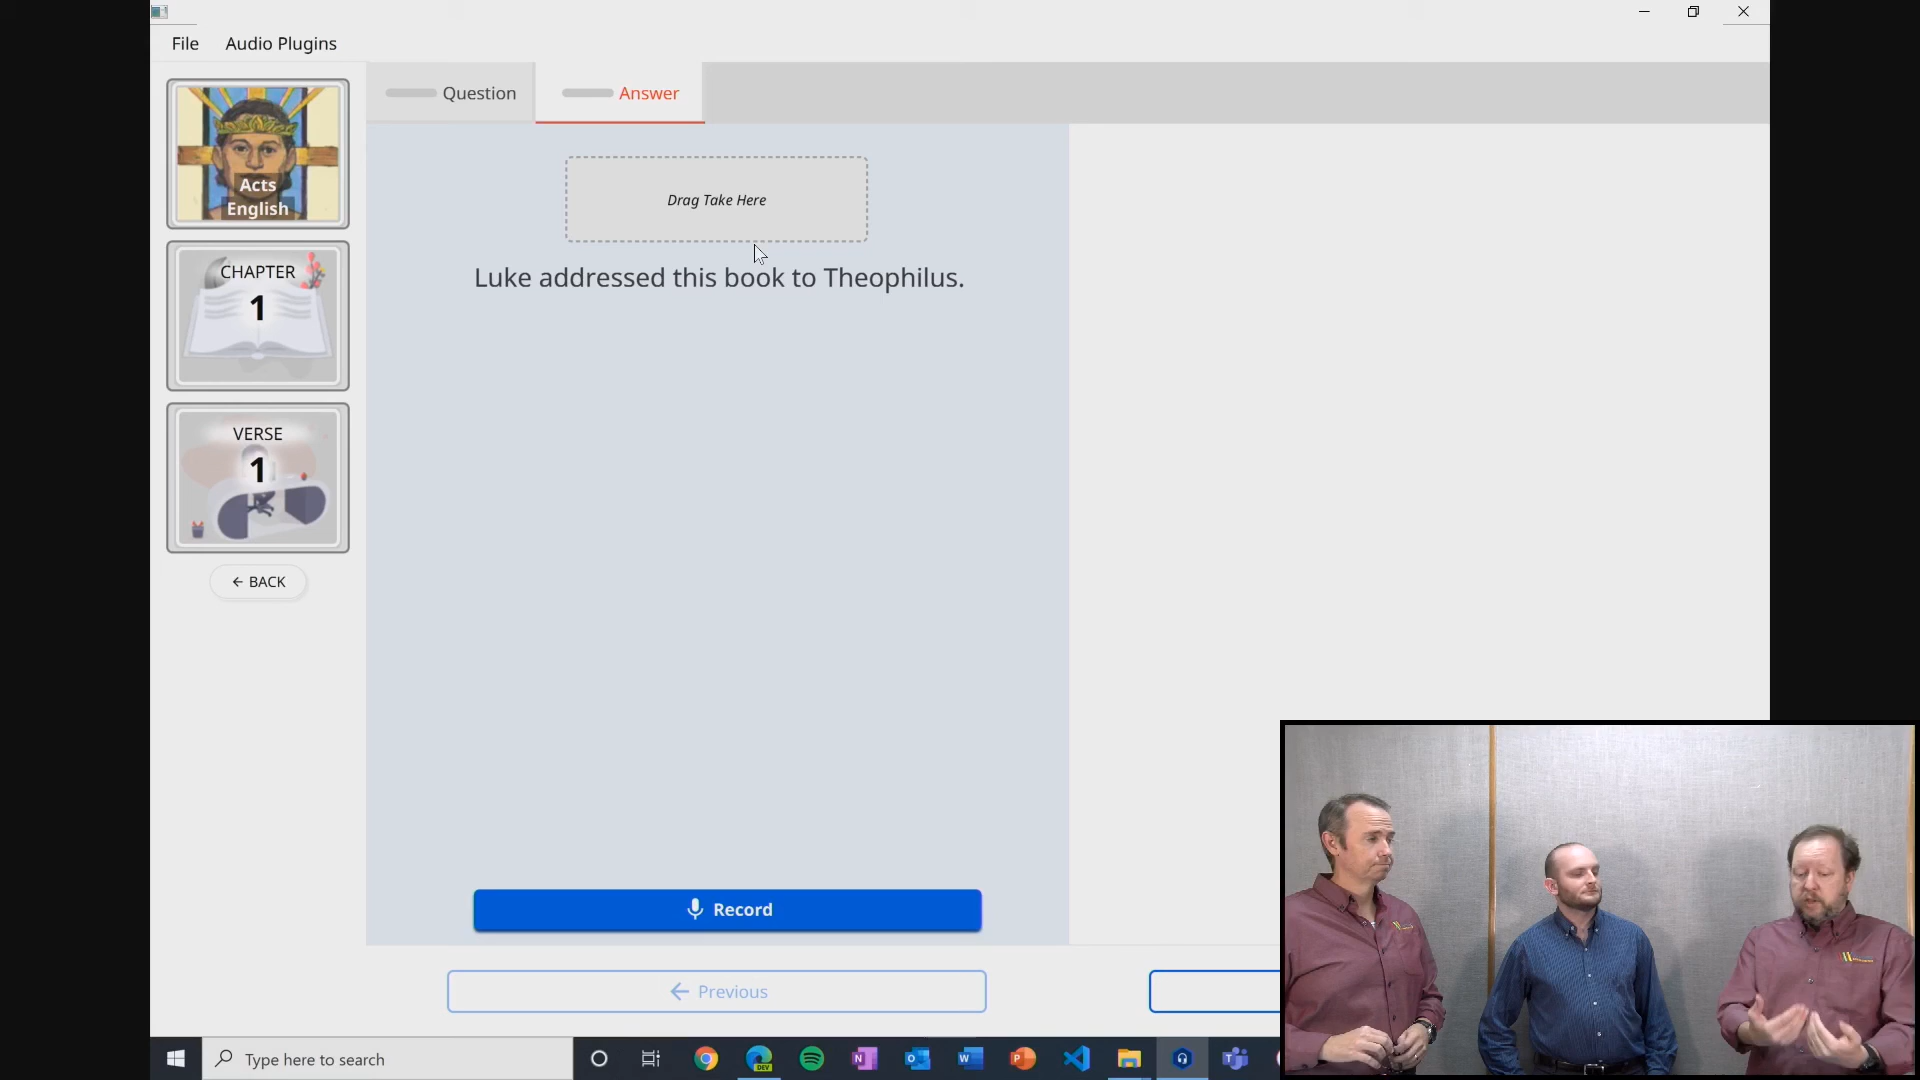 File Audio Plugins
Question Answer
Acts
English
CHAPTER
1
VERSE
1
← BACK
Drag Take Here
Luke addressed this book to Theophilus.
Record
← Previous
Type here to search
DEV